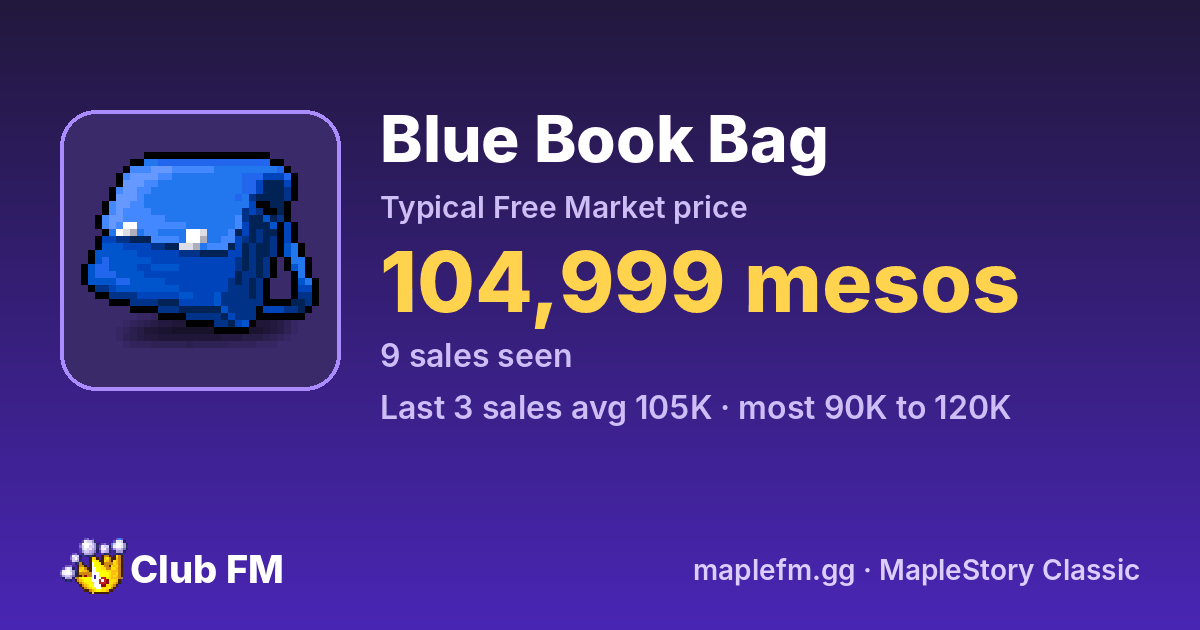 Blue Book Bag
Typical Free Market price
104,999 mesos
9 sales seen
Last 3 sales avg 105K · most 90K to 120K
Club FM
maplefm.gg · MapleStory Classic